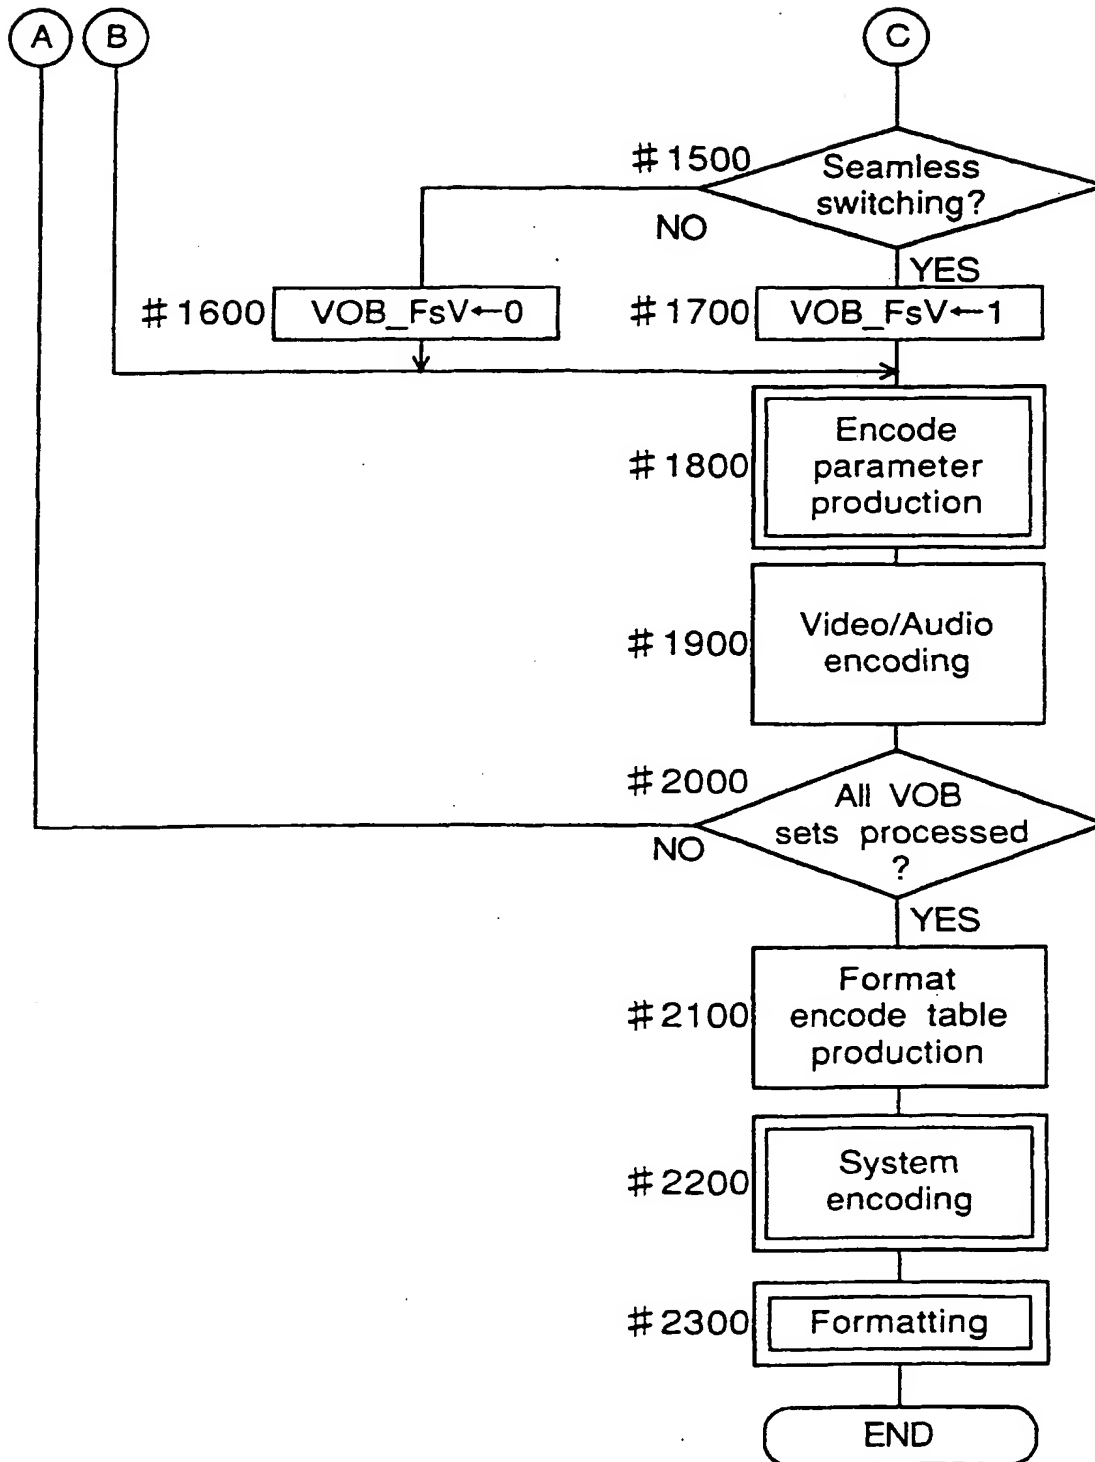 A B C
#1500
Seamless
switching?
NO
YES
#1600 VOB_FsV←0
#1700 VOB_FsV←1
#1800
Encode
parameter
production
#1900
Video/Audio
encoding
#2000
All VOB
sets processed
?
NO
YES
#2100
Format
encode table
production
#2200
System
encoding
#2300 Formatting
END